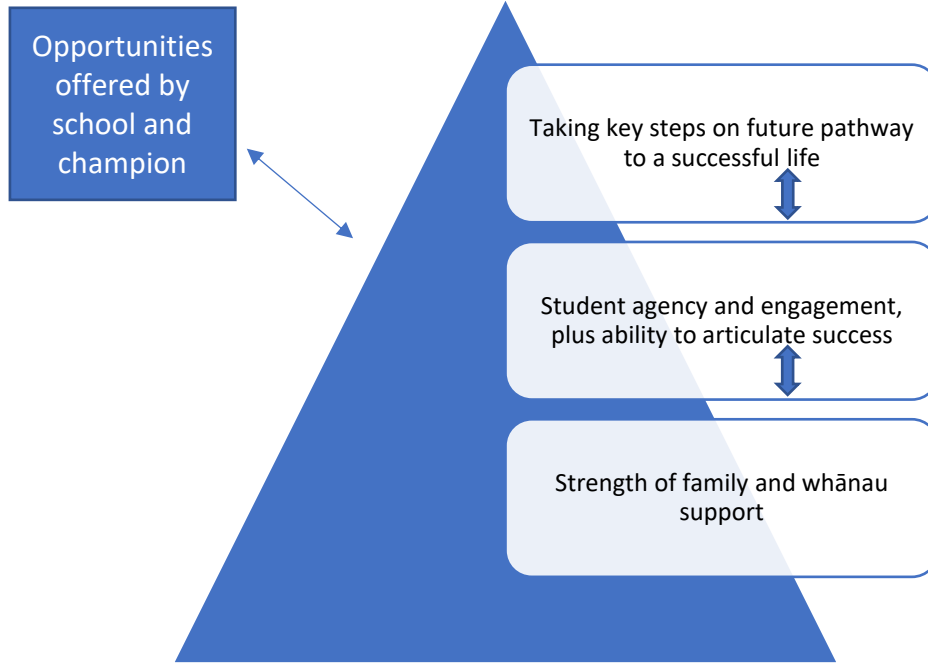 Opportunities
offered by
school and
champion
Taking key steps on future pathway
to a successful life
Student agency and engagement,
plus ability to articulate success
Strength of family and whānau
support